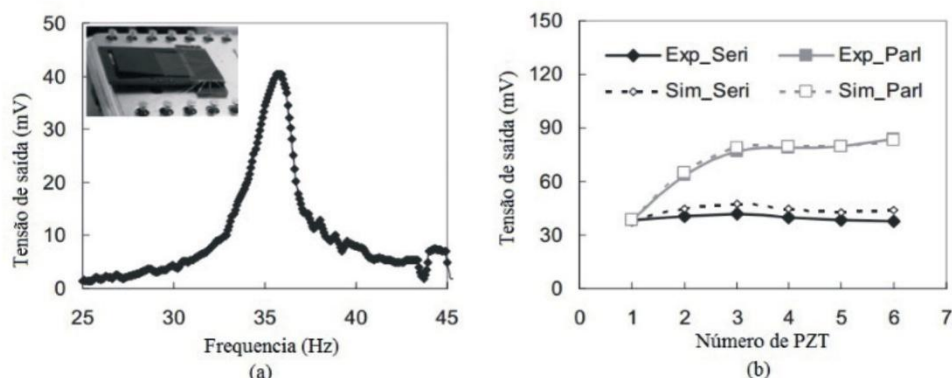 50
40
30
20
10
0
Tensão de saída (mV)
25
30
35
40
45
Frequencia (Hz)
(a)
150
120
90
60
30
0
Tensão de saída (mV)
Exp_Seri
Exp_Parl
Sim_Seri
Sim_Parl
0
1
2
3
4
5
6
7
Número de PZT
(b)